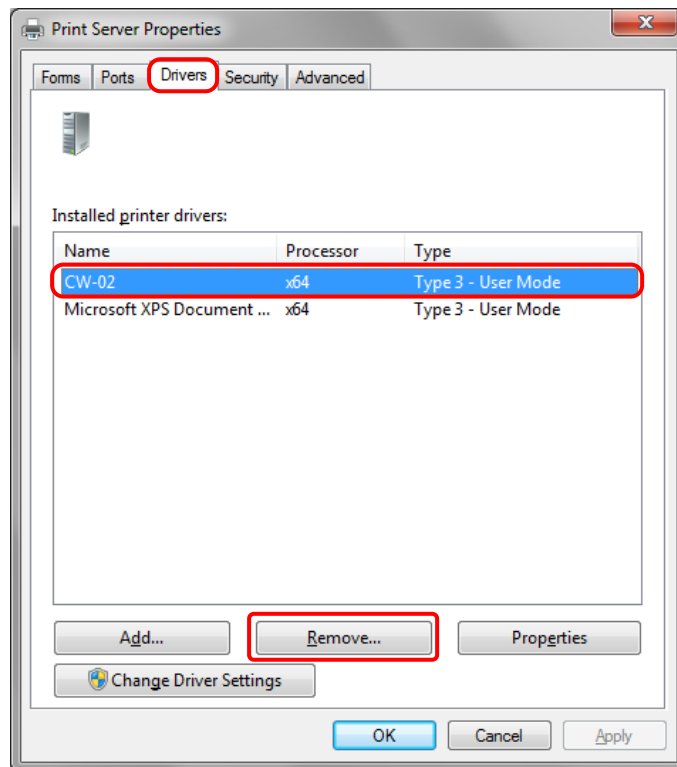 Print Server Properties
Forms Ports Drivers Security Advanced
Installed printer drivers:
Name Processor Type
CW-02 x64 Type 3 - User Mode
Microsoft XPS Document ... x64 Type 3 - User Mode
Add... Remove... Properties
Change Driver Settings
OK Cancel Apply